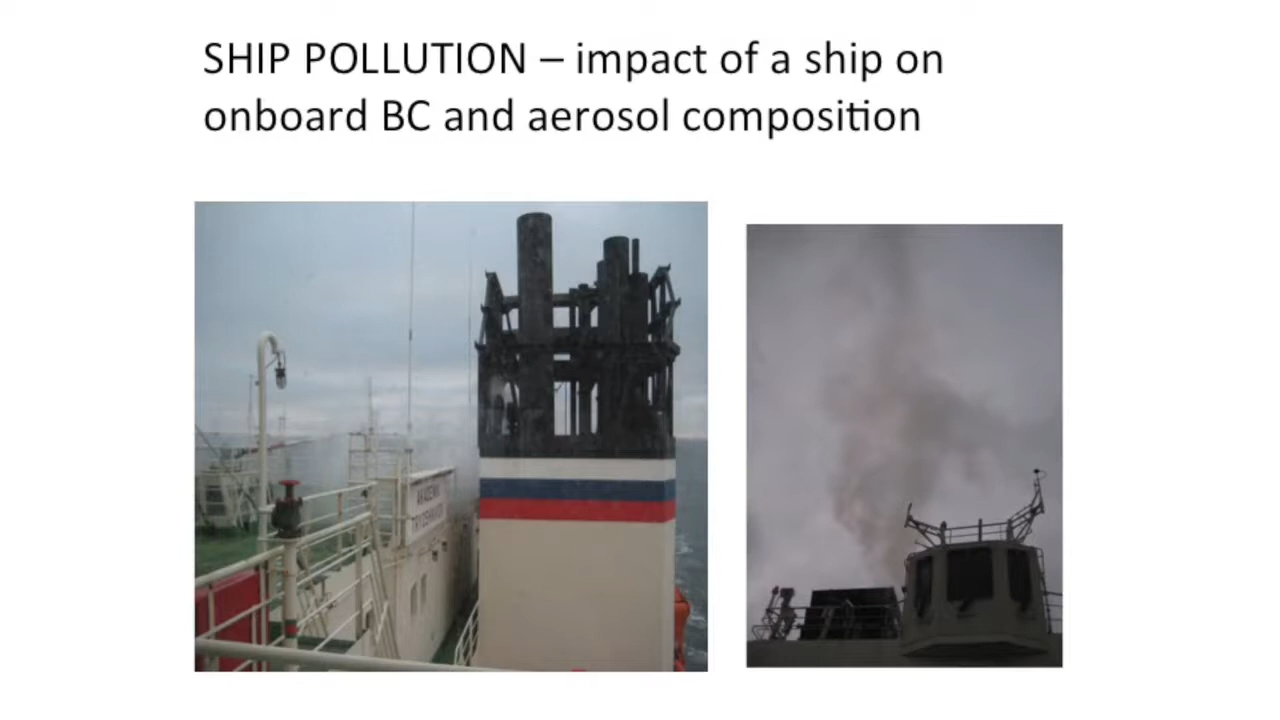 SHIP POLLUTION – impact of a ship on
onboard BC and aerosol composition